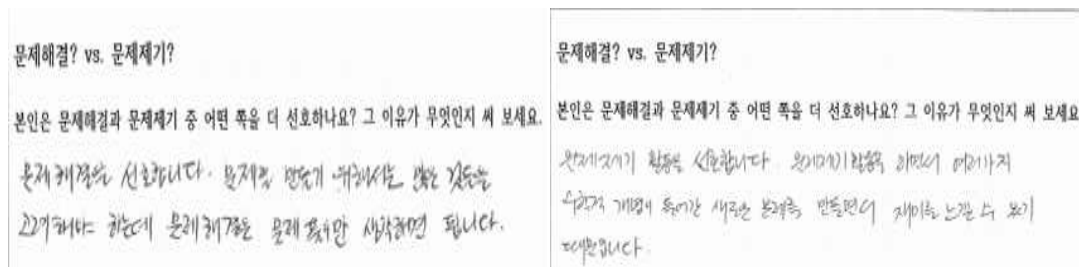 문제해결? vs. 문제제기?
본인은 문제해결과 문제제기 중 어떤 쪽을 더 선호하나요? 그 이유가 무엇인지 써 보세요.
문제해결을 선호합니다. 문제를 만들기 위해서는 많은 것들을
고려해야 하는데 문제해결은 문제 풀이만 생각하면 됩니다.
문제해결? vs. 문제제기?
본인은 문제해결과 문제제기 중 어떤 쪽을 더 선호하나요? 그 이유가 무엇인지 써 보세요
문제제기 활동을 선호합니다. 문제제기활동을 하면서 여러가지
수학적 개념이 들어간 새로운 문제를 만들면서 재미를 느낄 수 있기
때문입니다.